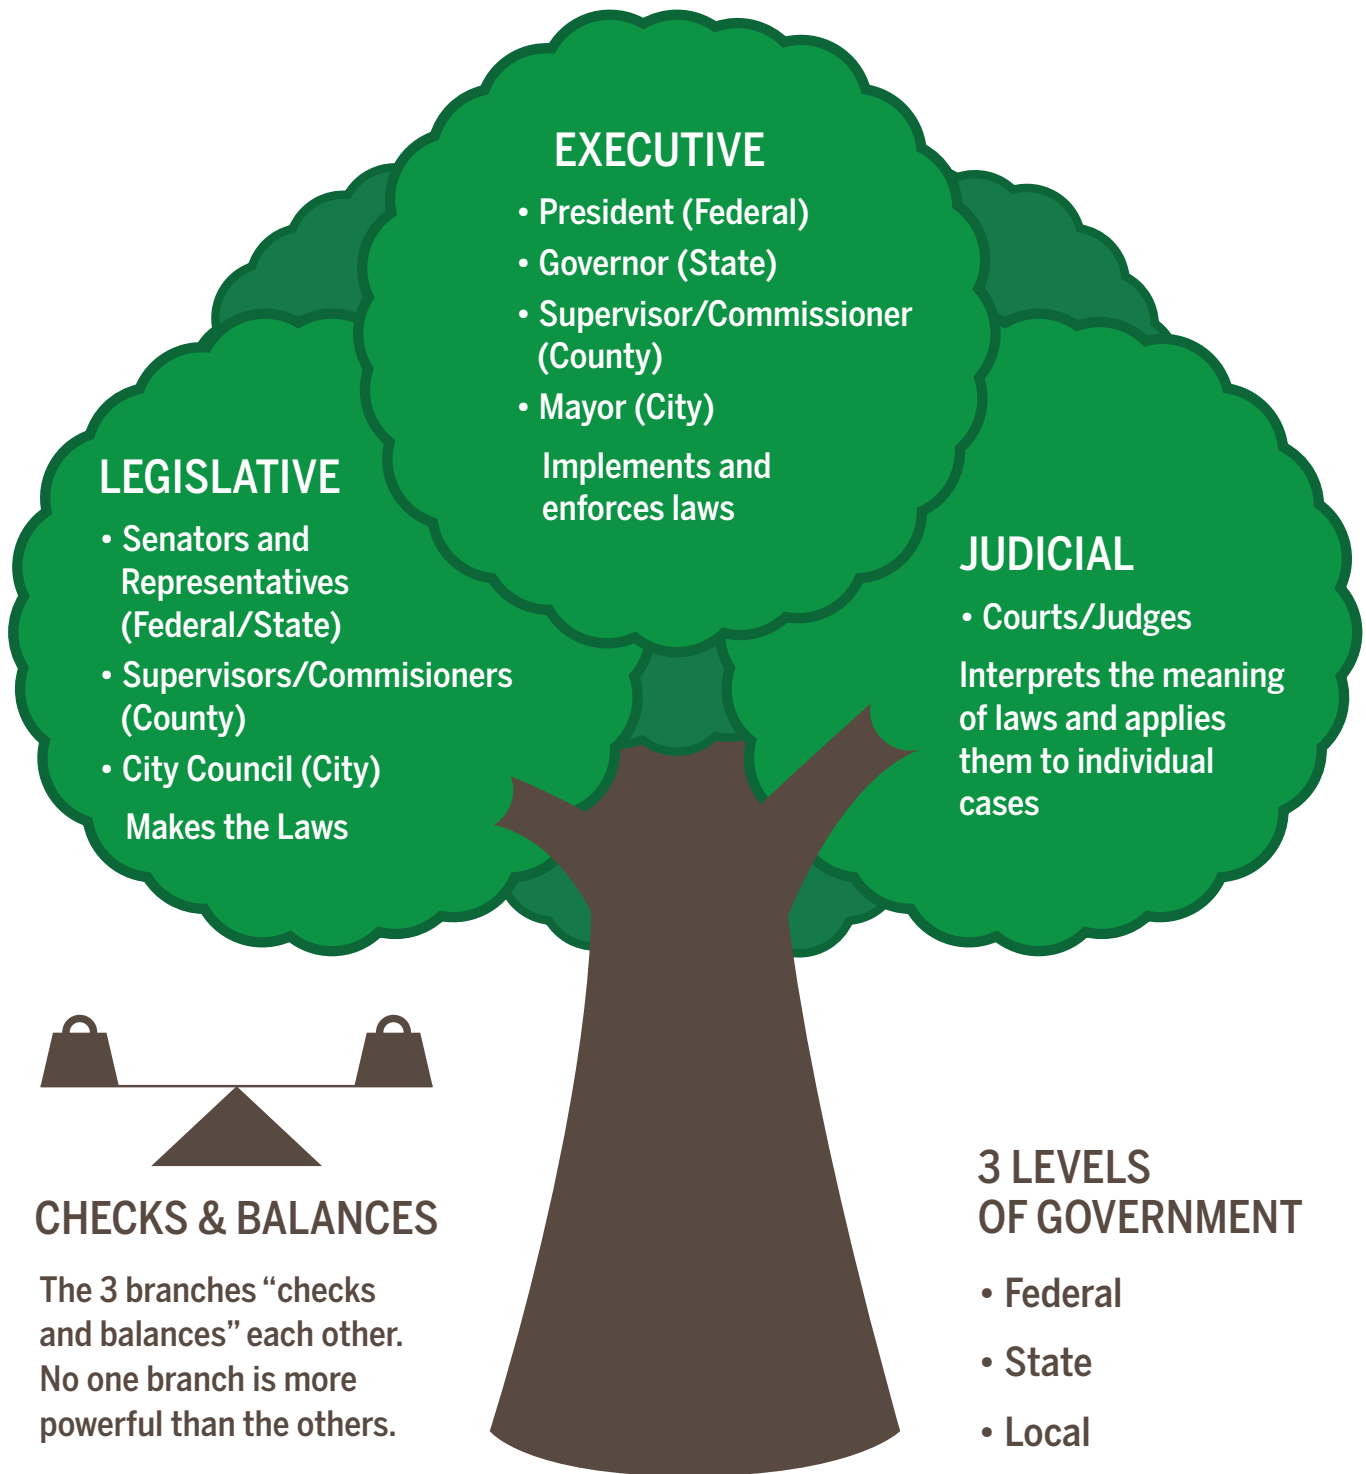 EXECUTIVE
• President (Federal)
• Governor (State)
• Supervisor/Commissioner
(County)
• Mayor (City)
Implements and
enforces laws
LEGISLATIVE
• Senators and
Representatives
(Federal/State)
• Supervisors/Commisioners
(County)
• City Council (City)
Makes the Laws
JUDICIAL
• Courts/Judges
Interprets the meaning
of laws and applies
them to individual
cases
CHECKS & BALANCES
The 3 branches “checks
and balances” each other.
No one branch is more
powerful than the others.
3 LEVELS
OF GOVERNMENT
• Federal
• State
• Local